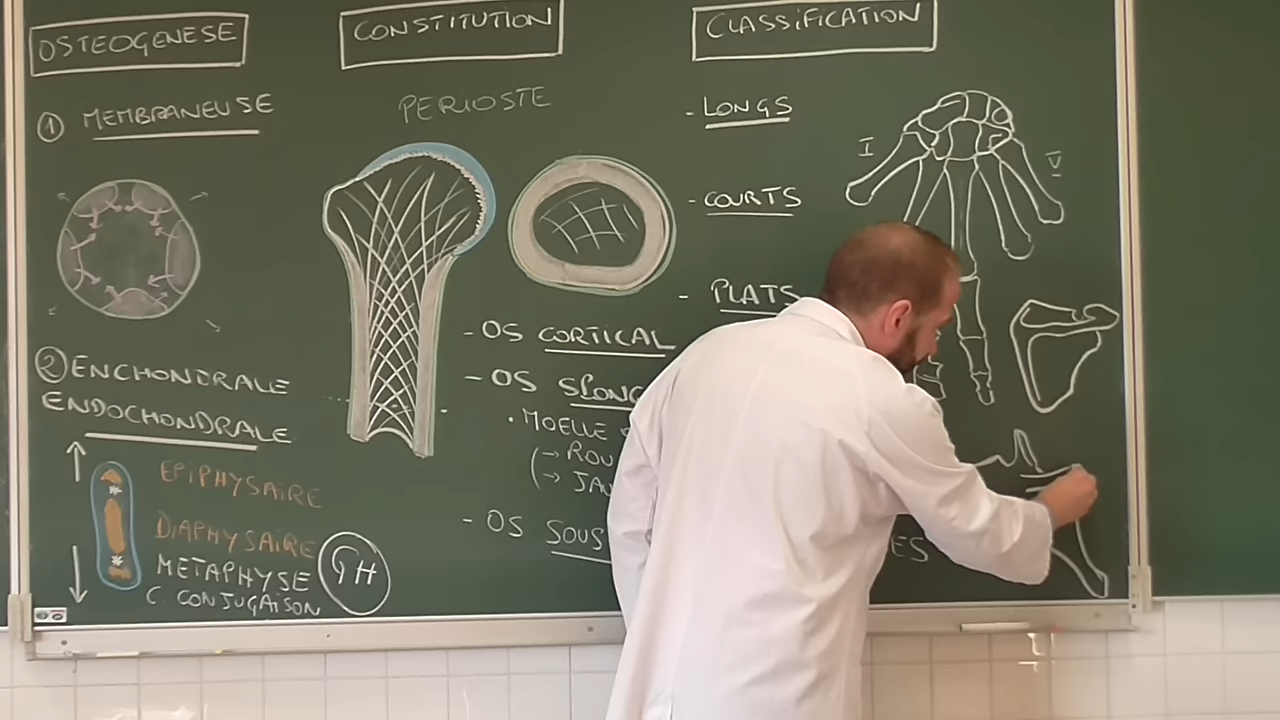 OSTEOGENESE
① MEMBRANEUSE
② ENCHONDRALE
ENDOCHONDRALE
EPIPHYSAIRE
DIAPHYSAIRE
METAPHYSE
C. CONJUGAISON
GH
CONSTITUTION
PERIOSTE
- OS CORTICAL
- OS SPONG
• MOELLE
(→ ROU
(→ JAU
- OS SOUS
CLASSIFICATION
- LONGS
- COURTS
- PLATS
ES
I
V